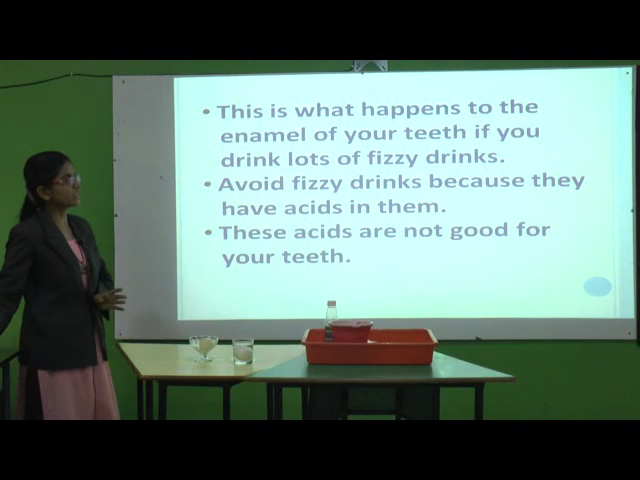 • This is what happens to the
enamel of your teeth if you
drink lots of fizzy drinks.
• Avoid fizzy drinks because they
have acids in them.
• These acids are not good for
your teeth.